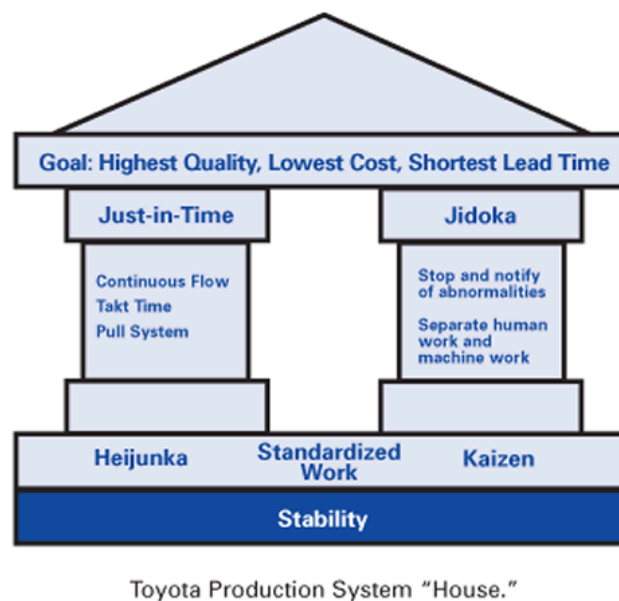 Goal: Highest Quality, Lowest Cost, Shortest Lead Time
Just-in-Time
Continuous Flow
Takt Time
Pull System
Jidoka
Stop and notify
of abnormalities
Separate human
work and
machine work
Heijunka
Standardized
Work
Kaizen
Stability
Toyota Production System “House.”